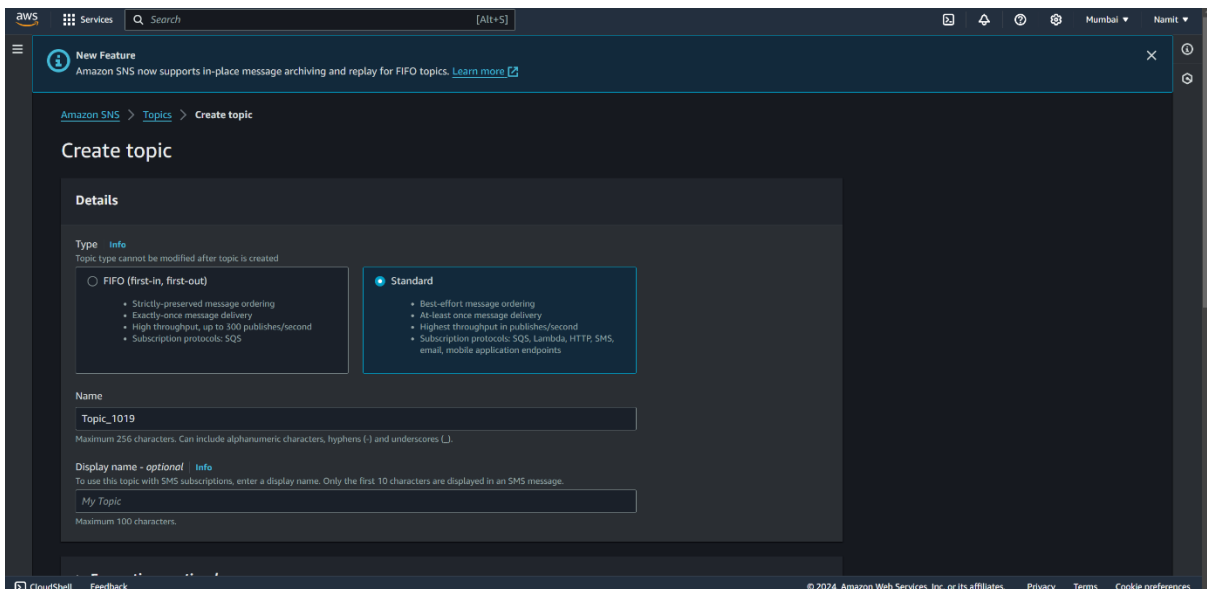 aws Services Search [Alt+S] Mumbai Namit
New Feature
Amazon SNS now supports in-place message archiving and replay for FIFO topics. Learn more
Amazon SNS > Topics > Create topic
Create topic
Details
Type Info
Topic type cannot be modified after topic is created
FIFO (first-in, first-out)
• Strictly-preserved message ordering
• Exactly-once message delivery
• High throughput, up to 300 publishes/second
• Subscription protocols: SQS
Standard
• Best-effort message ordering
• At-least once message delivery
• Highest throughput in publishes/second
• Subscription protocols: SQS, Lambda, HTTP, SMS,
email, mobile application endpoints
Name
Topic_1019
Maximum 256 characters. Can include alphanumeric characters, hyphens (-) and underscores (_).
Display name - optional Info
To use this topic with SMS subscriptions, enter a display name. Only the first 10 characters are displayed in an SMS message.
My Topic
Maximum 100 characters.
CloudShell Feedback © 2024, Amazon Web Services, Inc. or its affiliates. Privacy Terms Cookie preferences